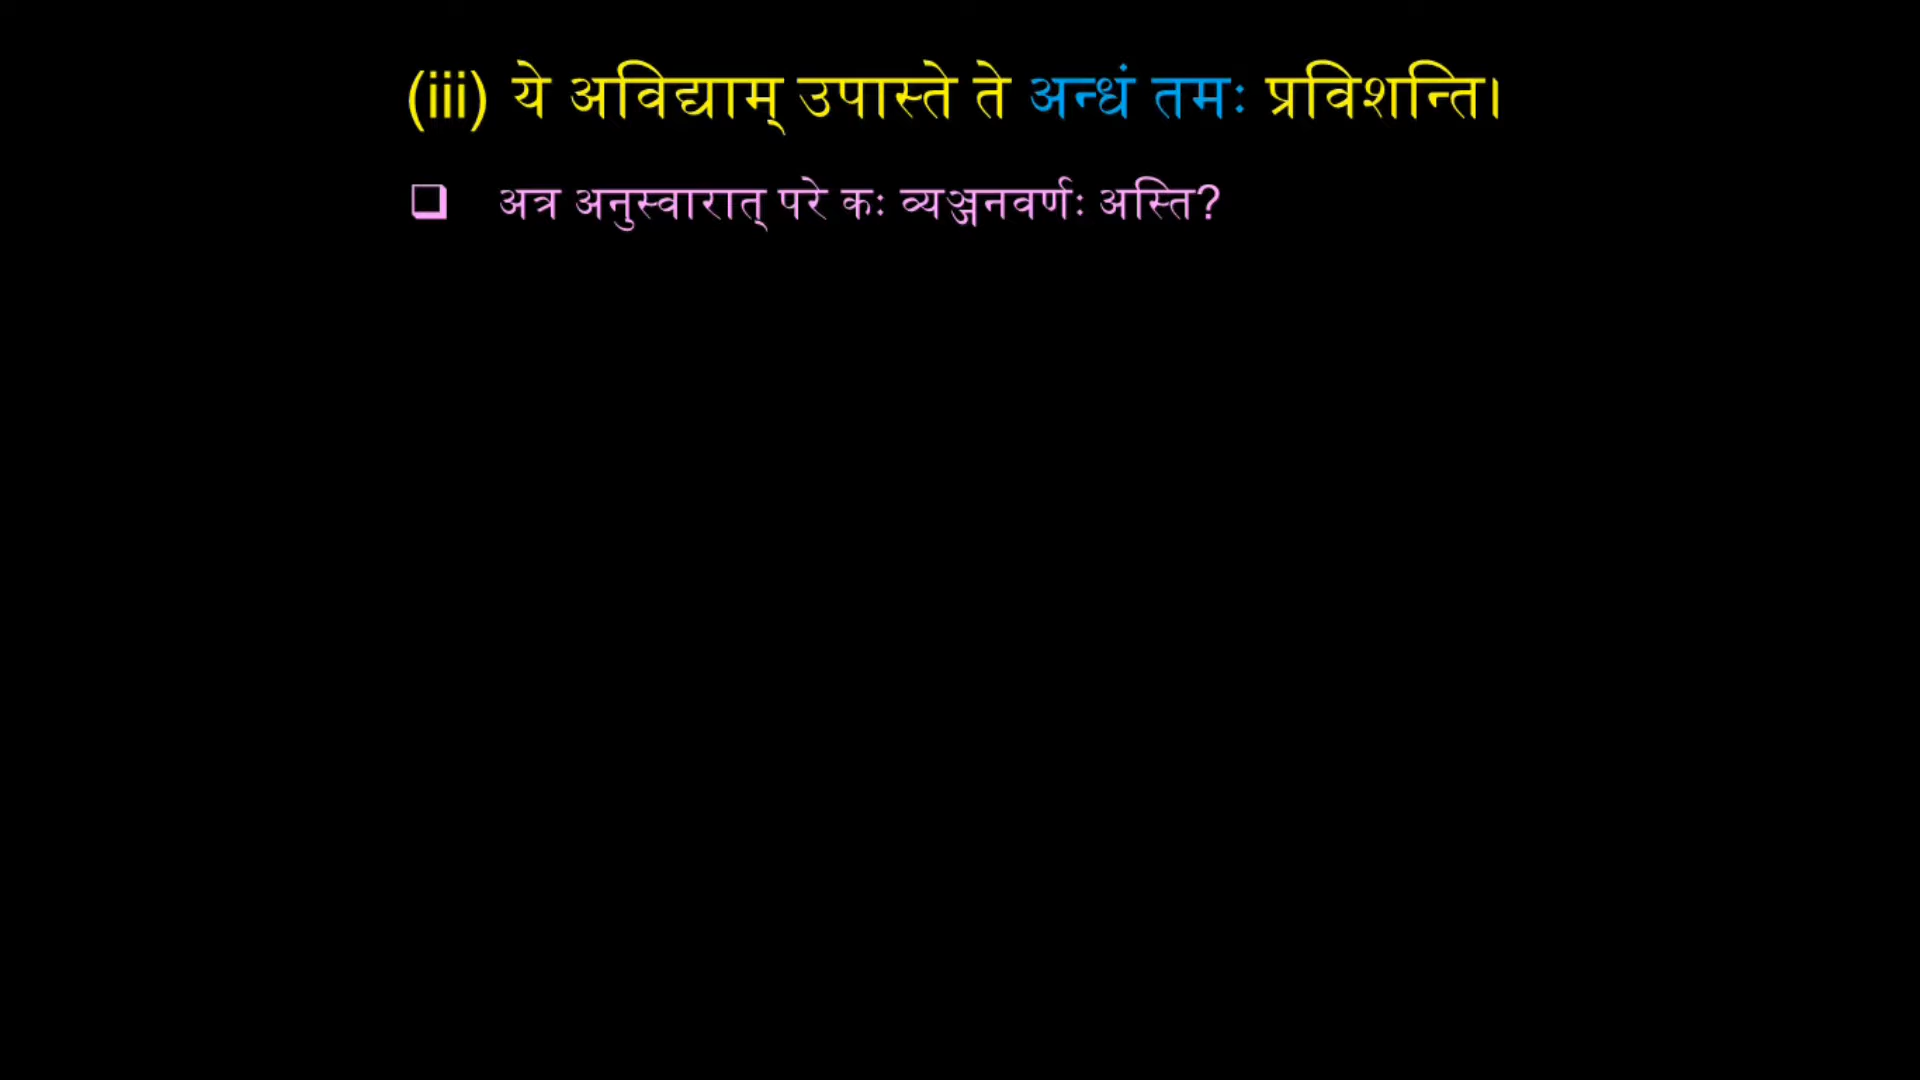 (iii) ये अविद्याम् उपास्ते ते अन्धं तमः प्रविशन्ति।
अत्र अनुस्वारात् परे कः व्यञ्जनवर्णः अस्ति?